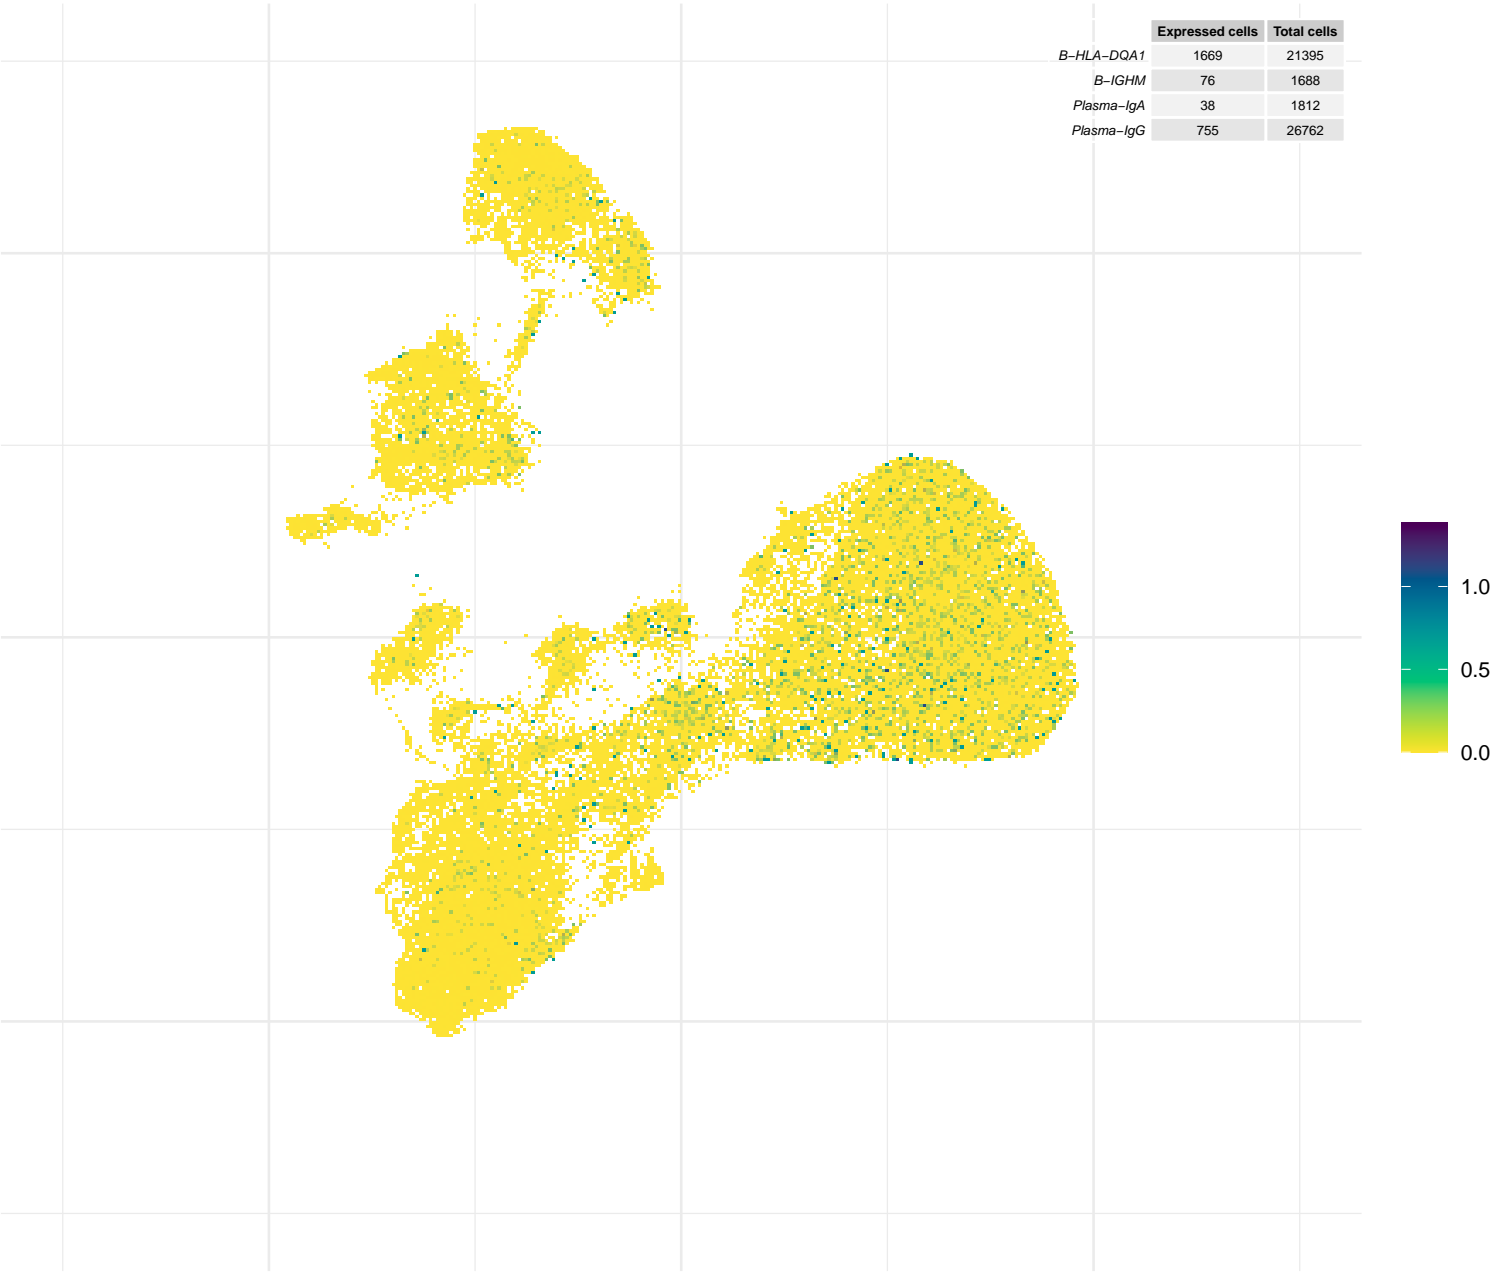 Expressed cells Total cells
B−HLA−DQA1 1669 21395
B−IGHM 76 1688
Plasma−IgA 38 1812
Plasma−IgG 755 26762
1.0
0.5
0.0